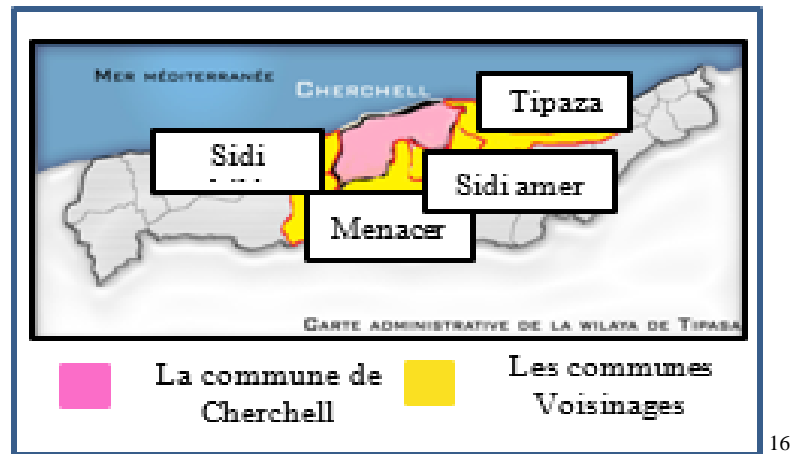 MER MÉDITERRANÉE
CHERCHELL
Tipaza
Sidi
Sidi amer
Menacer
CARTE ADMINISTRATIVE DE LA WILAYA DE TIPASA
La commune de
Cherchell
Les communes
Voisinages
16